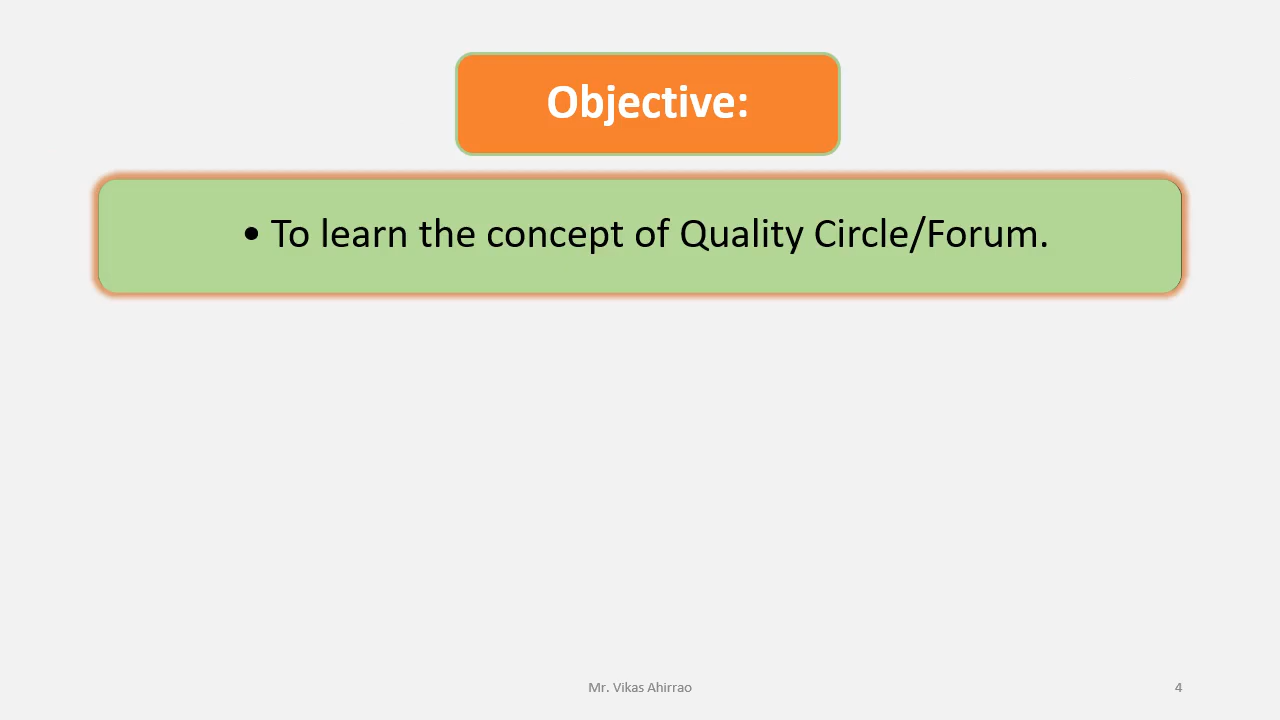 Objective:
• To learn the concept of Quality Circle/Forum.
Mr. Vikas Ahirrao
4